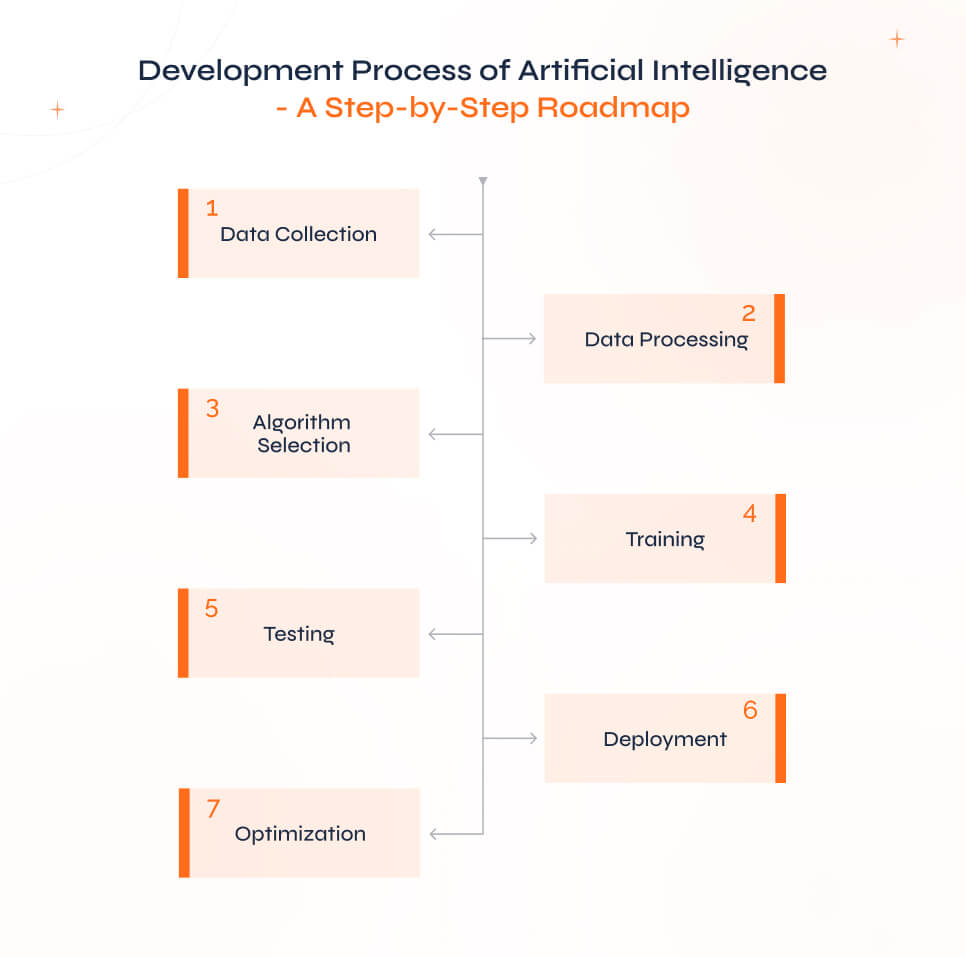 Development Process of Artificial Intelligence
- A Step-by-Step Roadmap
1
Data Collection
2
Data Processing
3
Algorithm
Selection
4
Training
5
Testing
6
Deployment
7
Optimization